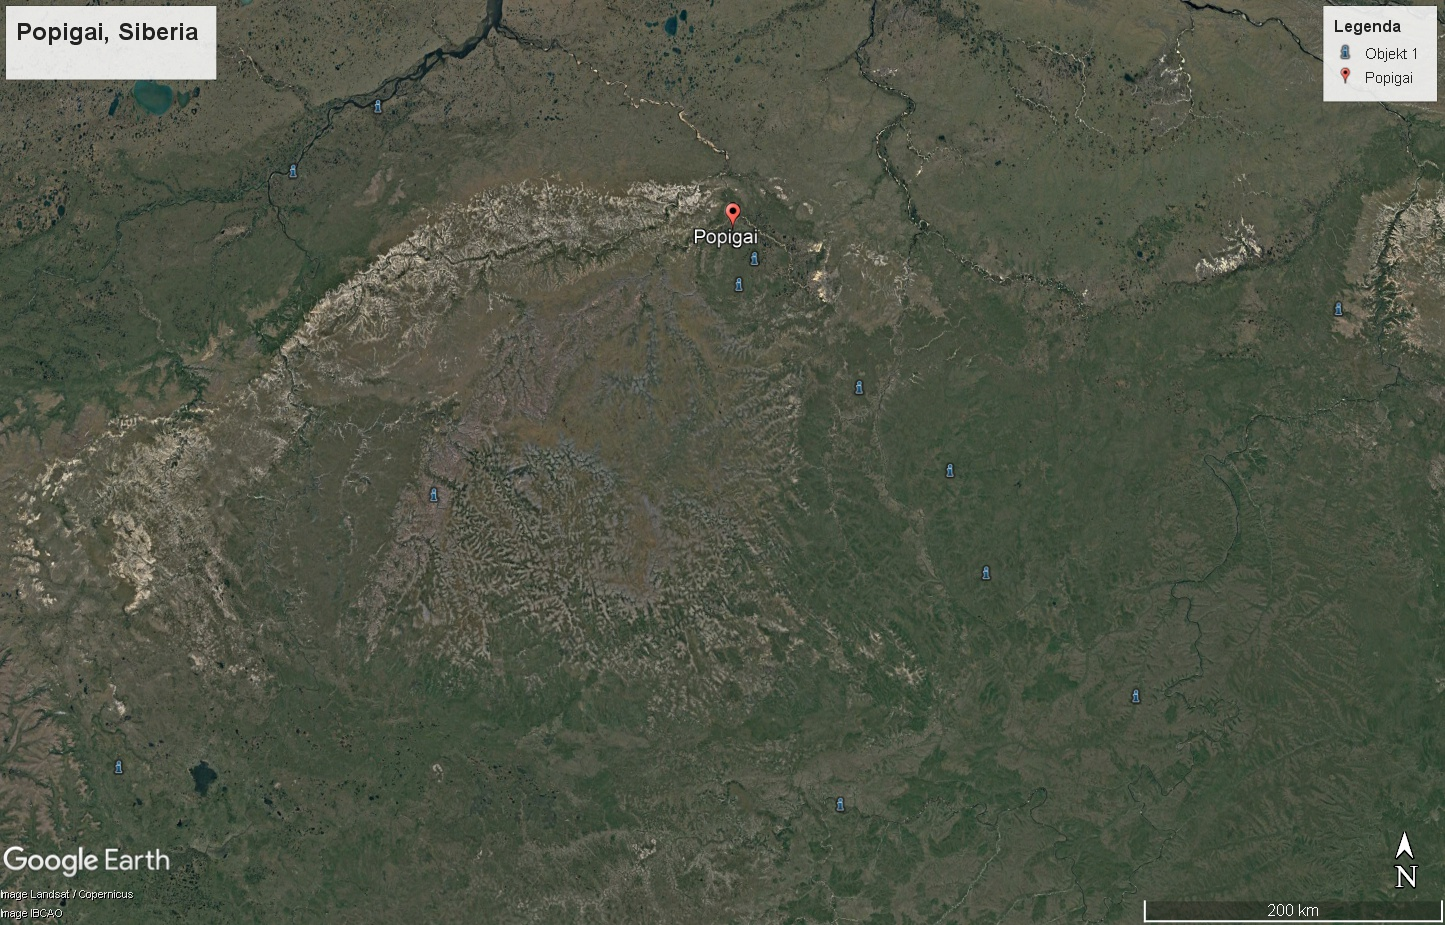 Popigai, Siberia
Legenda
Objekt 1
Popigai
Popigai
Google Earth
Image Landsat / Copernicus
Image IBCAO
N
200 km